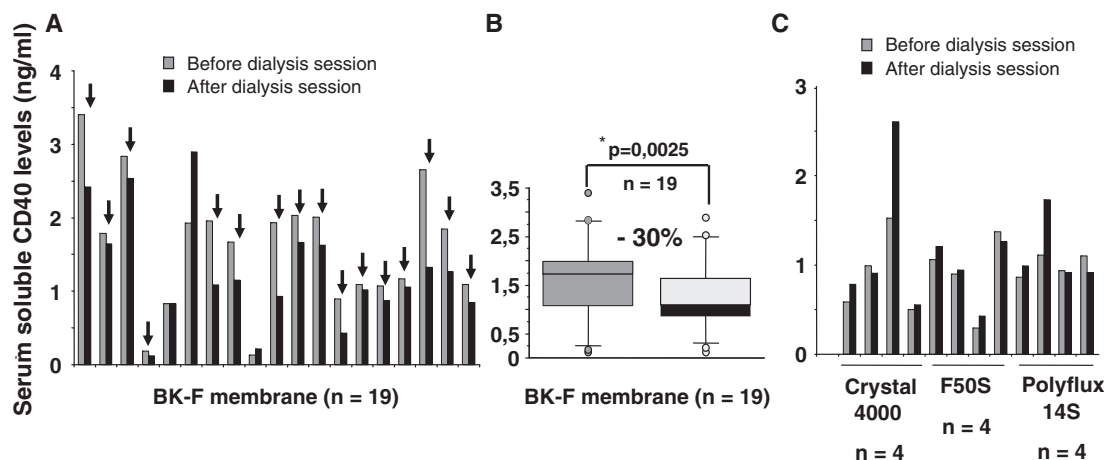 A
Before dialysis session
After dialysis session
Serum soluble CD40 levels (ng/ml)
4
3
2
1
0
BK-F membrane (n = 19)
B
*p=0,0025
n = 19
- 30%
3,5
2,5
1,5
0,5
0
BK-F membrane (n = 19)
C
Before dialysis session
After dialysis session
3
2
1
0
Crystal
4000
n = 4
F50S
n = 4
Polyflux
14S
n = 4